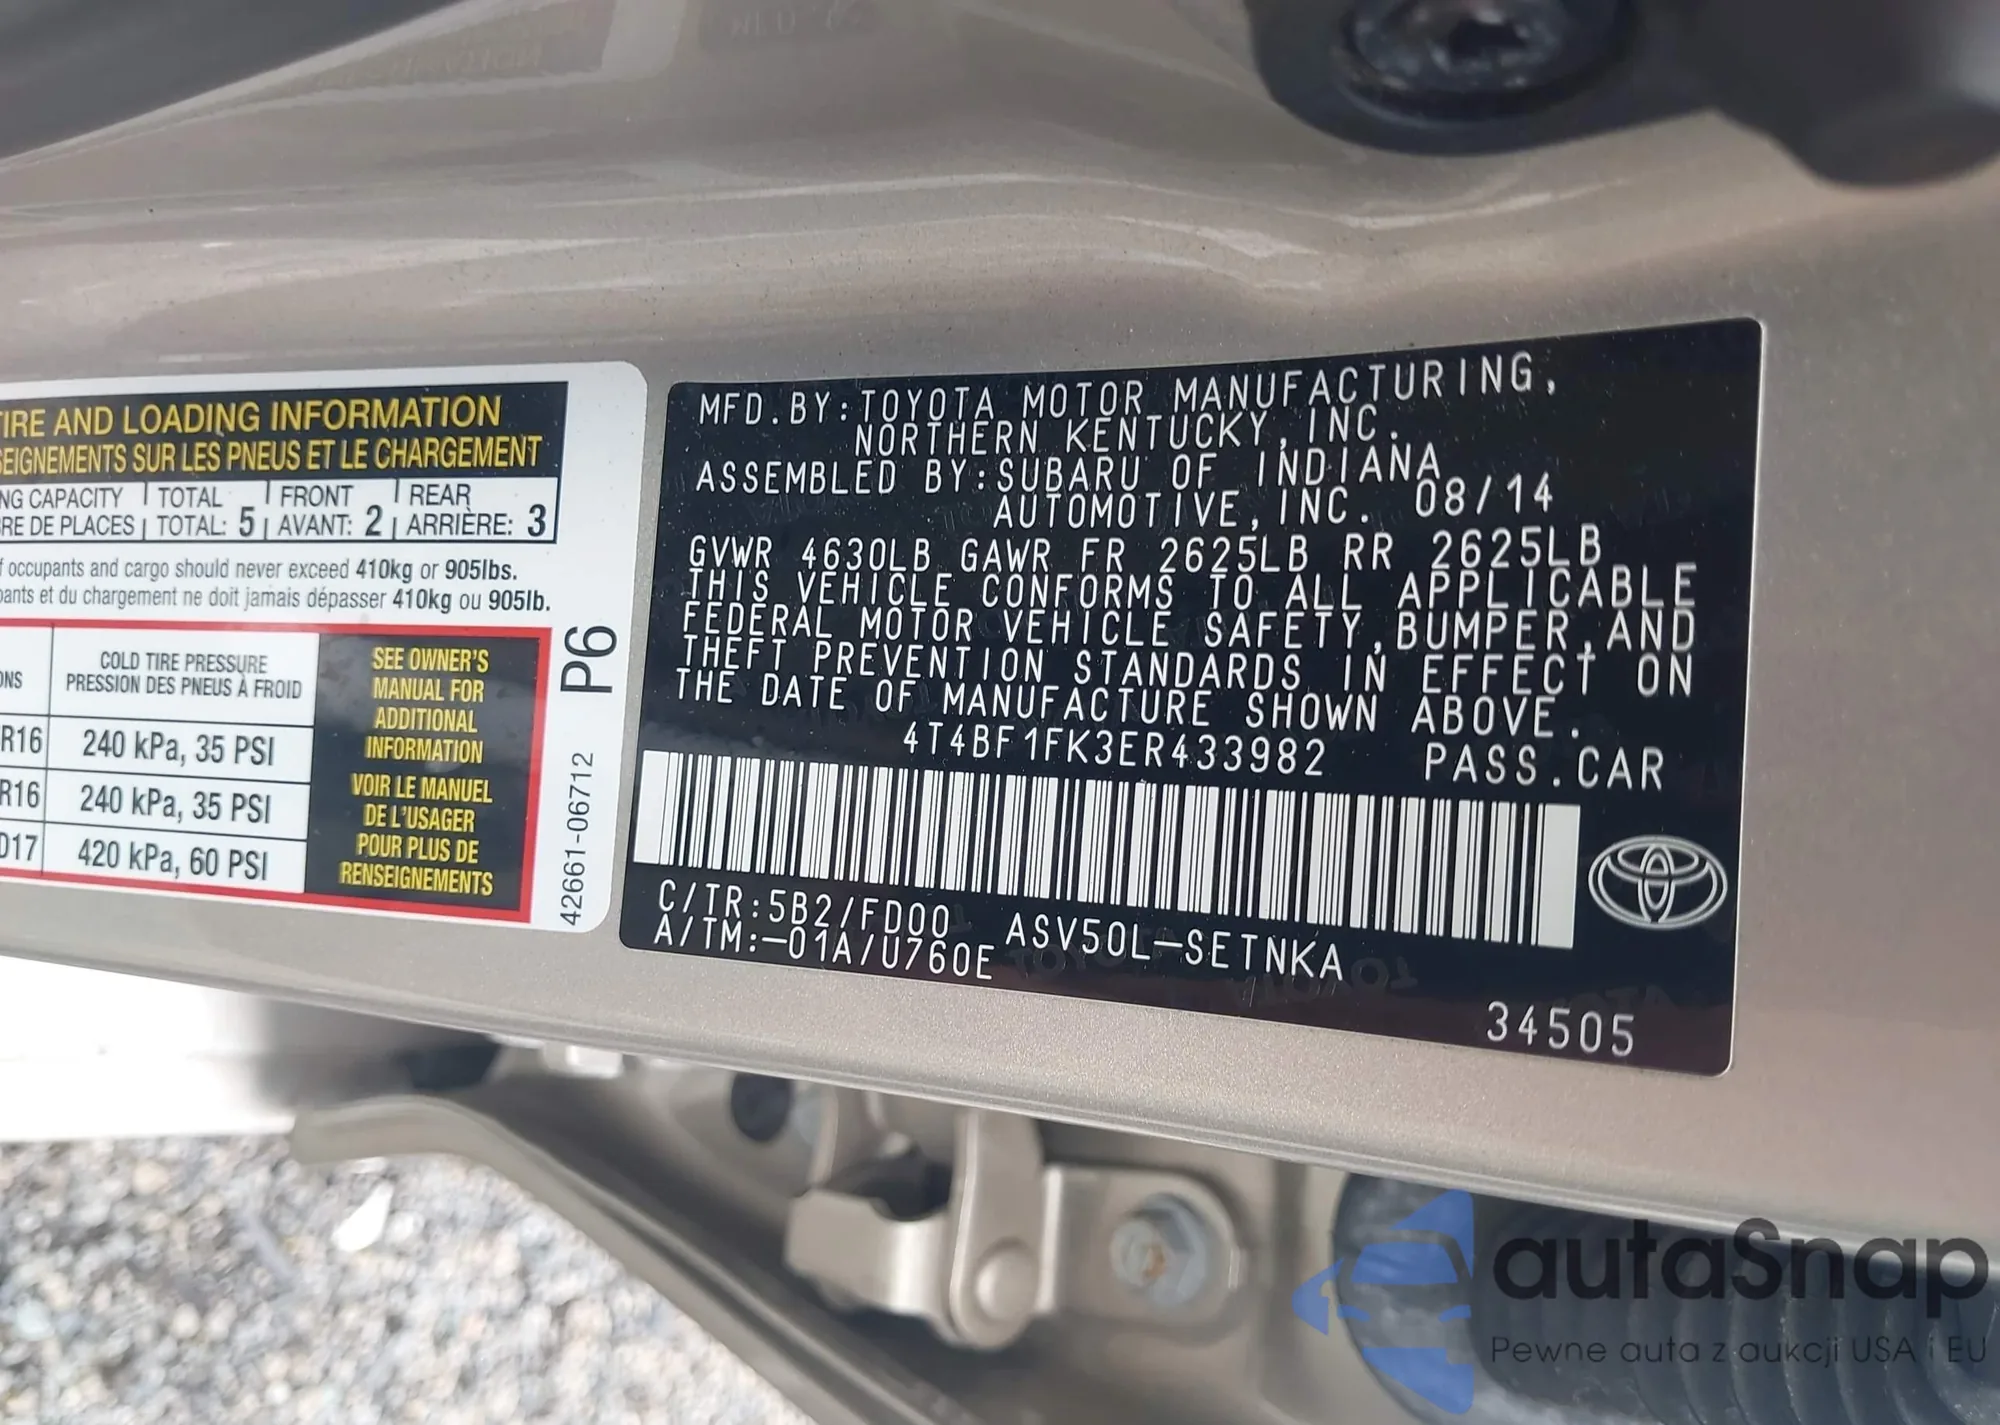 TIRE AND LOADING INFORMATION
SEIGNEMENTS SUR LES PNEUS ET LE CHARGEMENT
NG CAPACITY TOTAL FRONT REAR
RE DE PLACES TOTAL: 5 AVANT: 2 ARRIÈRE: 3
f occupants and cargo should never exceed 410kg or 905lbs.
pants et du chargement ne doit jamais dépasser 410kg ou 905lb.
ONS
COLD TIRE PRESSURE
PRESSION DES PNEUS À FROID
R16 240 kPa, 35 PSI
R16 240 kPa, 35 PSI
D17 420 kPa, 60 PSI
SEE OWNER'S
MANUAL FOR
ADDITIONAL
INFORMATION
VOIR LE MANUEL
DE L'USAGER
POUR PLUS DE
RENSEIGNEMENTS
P6
42661-06712
MFD.BY:TOYOTA MOTOR MANUFACTURING,
NORTHERN KENTUCKY,INC.
ASSEMBLED BY:SUBARU OF INDIANA
AUTOMOTIVE,INC. 08/14
GVWR 4630LB GAWR FR 2625LB RR 2625LB
THIS VEHICLE CONFORMS TO ALL APPLICABLE
FEDERAL MOTOR VEHICLE SAFETY,BUMPER,AND
THEFT PREVENTION STANDARDS IN EFFECT ON
THE DATE OF MANUFACTURE SHOWN ABOVE.
4T4BF1FK3ER433982 PASS.CAR
C/TR:5B2/FD00 ASV50L-SETNKA
A/TM:-01A/U760E
34505
autaSnap
Pewne auta z aukcji USA i EU